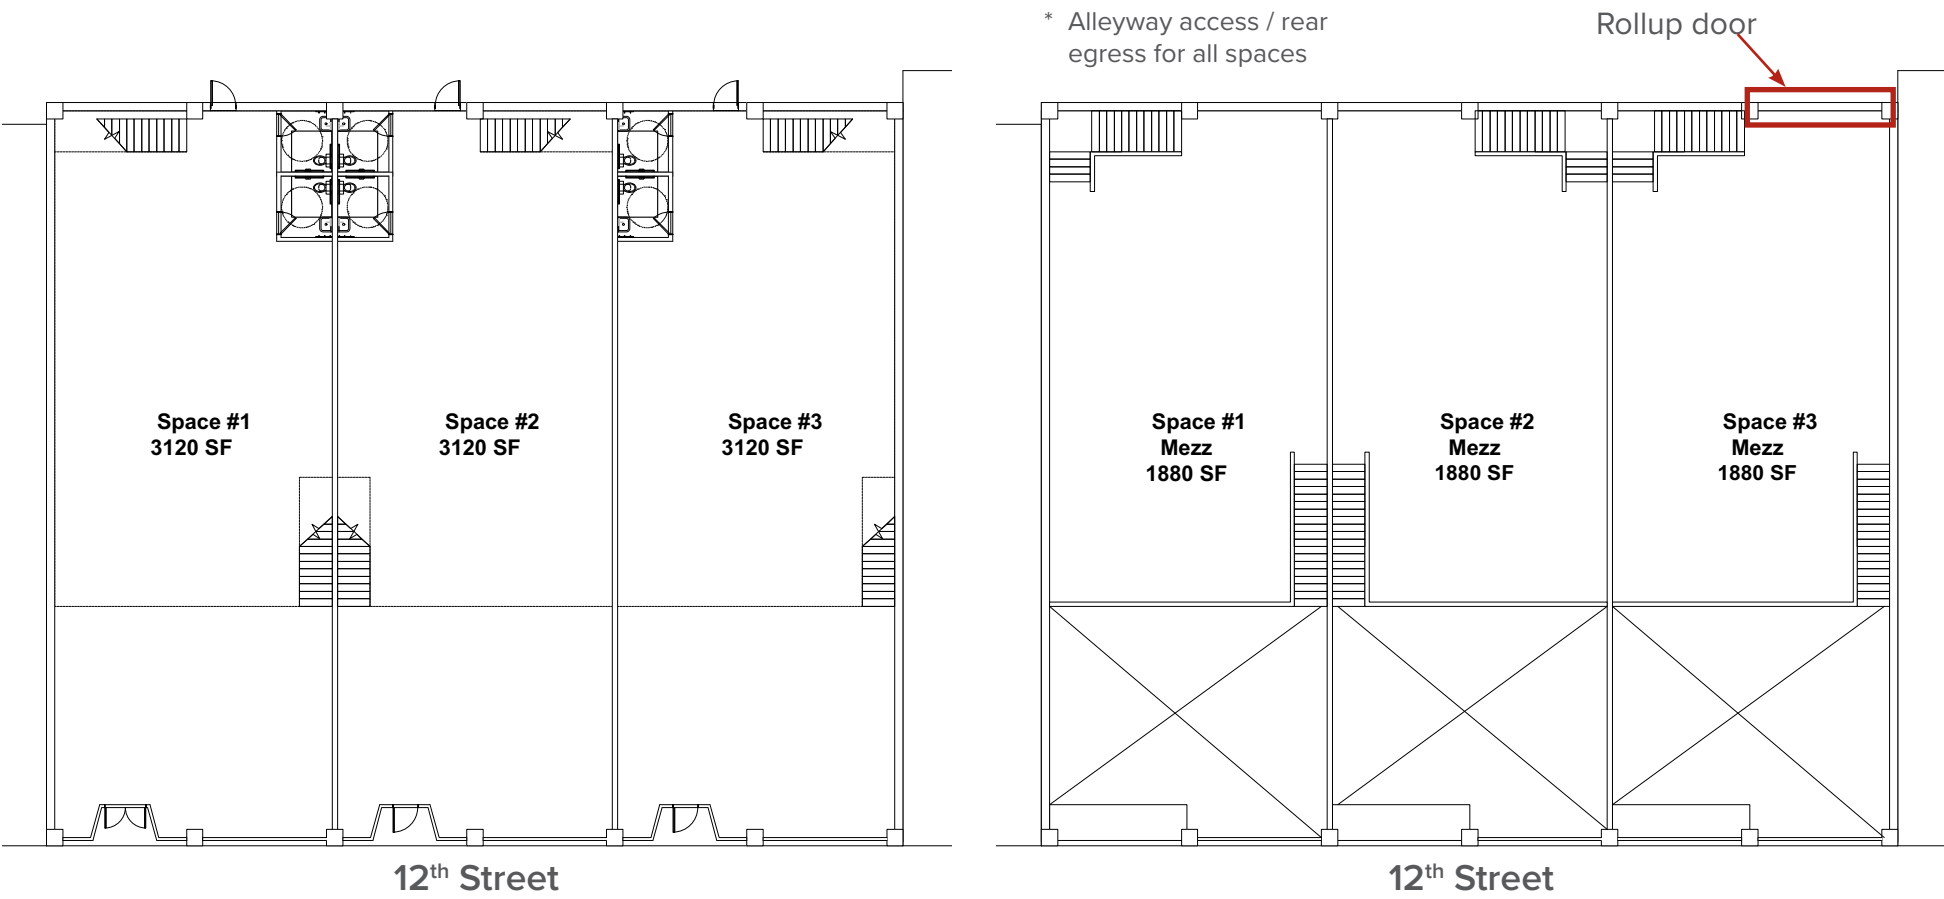 * Alleyway access / rear
egress for all spaces
Rollup door
Space #1
3120 SF
Space #2
3120 SF
Space #3
3120 SF
Space #1
Mezz
1880 SF
Space #2
Mezz
1880 SF
Space #3
Mezz
1880 SF
12th Street
12th Street